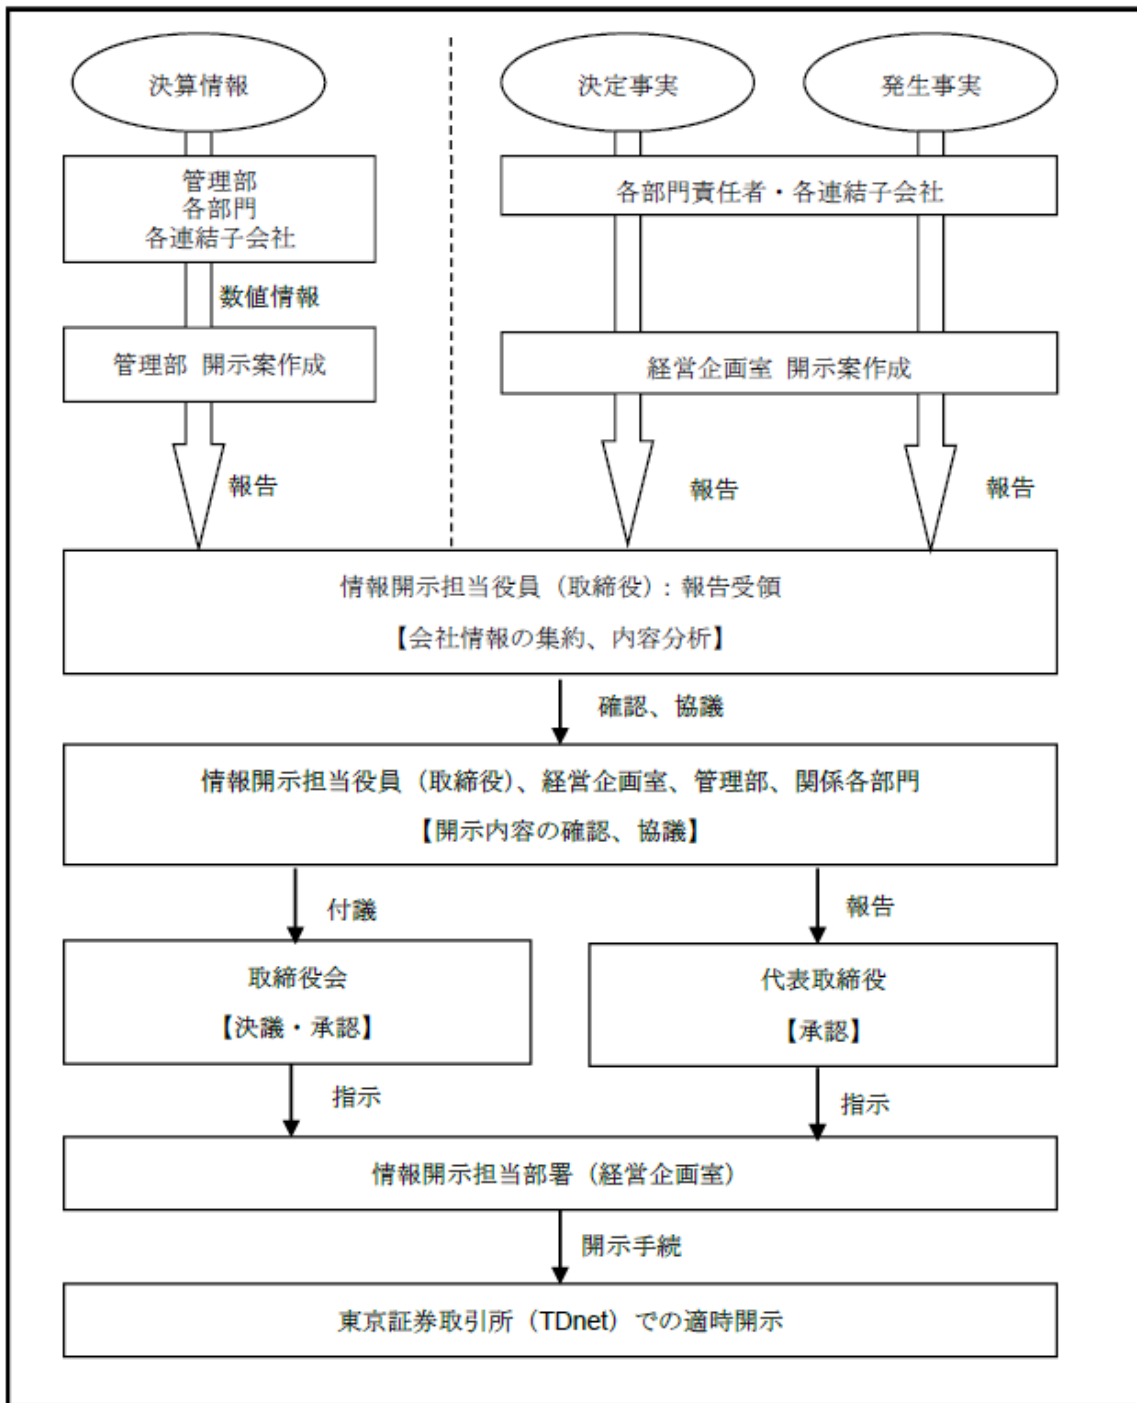 決算情報
決定事実
発生事実
管理部
各部門
各連結子会社
各部門責任者・各連結子会社
数値情報
管理部 開示案作成
経営企画室 開示案作成
報告
報告
報告
情報開示担当役員（取締役）：報告受領
【会社情報の集約、内容分析】
確認、協議
情報開示担当役員（取締役）、経営企画室、管理部、関係各部門
【開示内容の確認、協議】
付議
報告
取締役会
【決議・承認】
代表取締役
【承認】
指示
指示
情報開示担当部署（経営企画室）
開示手続
東京証券取引所（TDnet）での適時開示